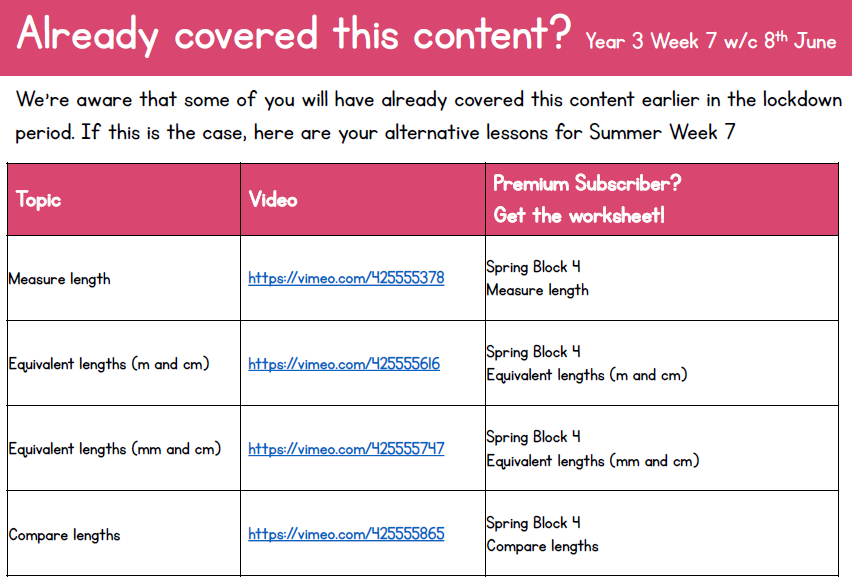 Already covered this content? Year 3 Week 7 w/c 8th June
We're aware that some of you will have already covered this content earlier in the lockdown
period. If this is the case, here are your alternative lessons for Summer Week 7
Topic
Video
Premium Subscriber?
Get the worksheet!
Measure length
https://vimeo.com/425555378
Spring Block 4
Measure length
Equivalent lengths (m and cm)
https://vimeo.com/425555616
Spring Block 4
Equivalent lengths (m and cm)
Equivalent lengths (mm and cm)
https://vimeo.com/425555747
Spring Block 4
Equivalent lengths (mm and cm)
Compare lengths
https://vimeo.com/425555865
Spring Block 4
Compare lengths